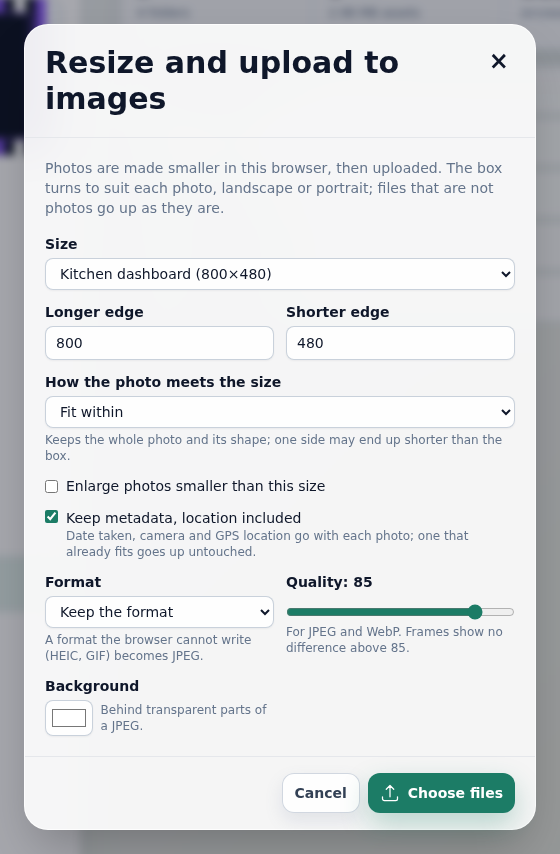 Resize and upload to
images
×
Photos are made smaller in this browser, then uploaded. The box
turns to suit each photo, landscape or portrait; files that are not
photos go up as they are.
Size
Kitchen dashboard (800×480)
Longer edge
Shorter edge
800
480
How the photo meets the size
Fit within
Keeps the whole photo and its shape; one side may end up shorter than the
box.
Enlarge photos smaller than this size
Keep metadata, location included
Date taken, camera and GPS location go with each photo; one that
already fits goes up untouched.
Format
Quality: 85
Keep the format
A format the browser cannot write
(HEIC, GIF) becomes JPEG.
For JPEG and WebP. Frames show no
difference above 85.
Background
Behind transparent parts of
a JPEG.
Cancel
Choose files